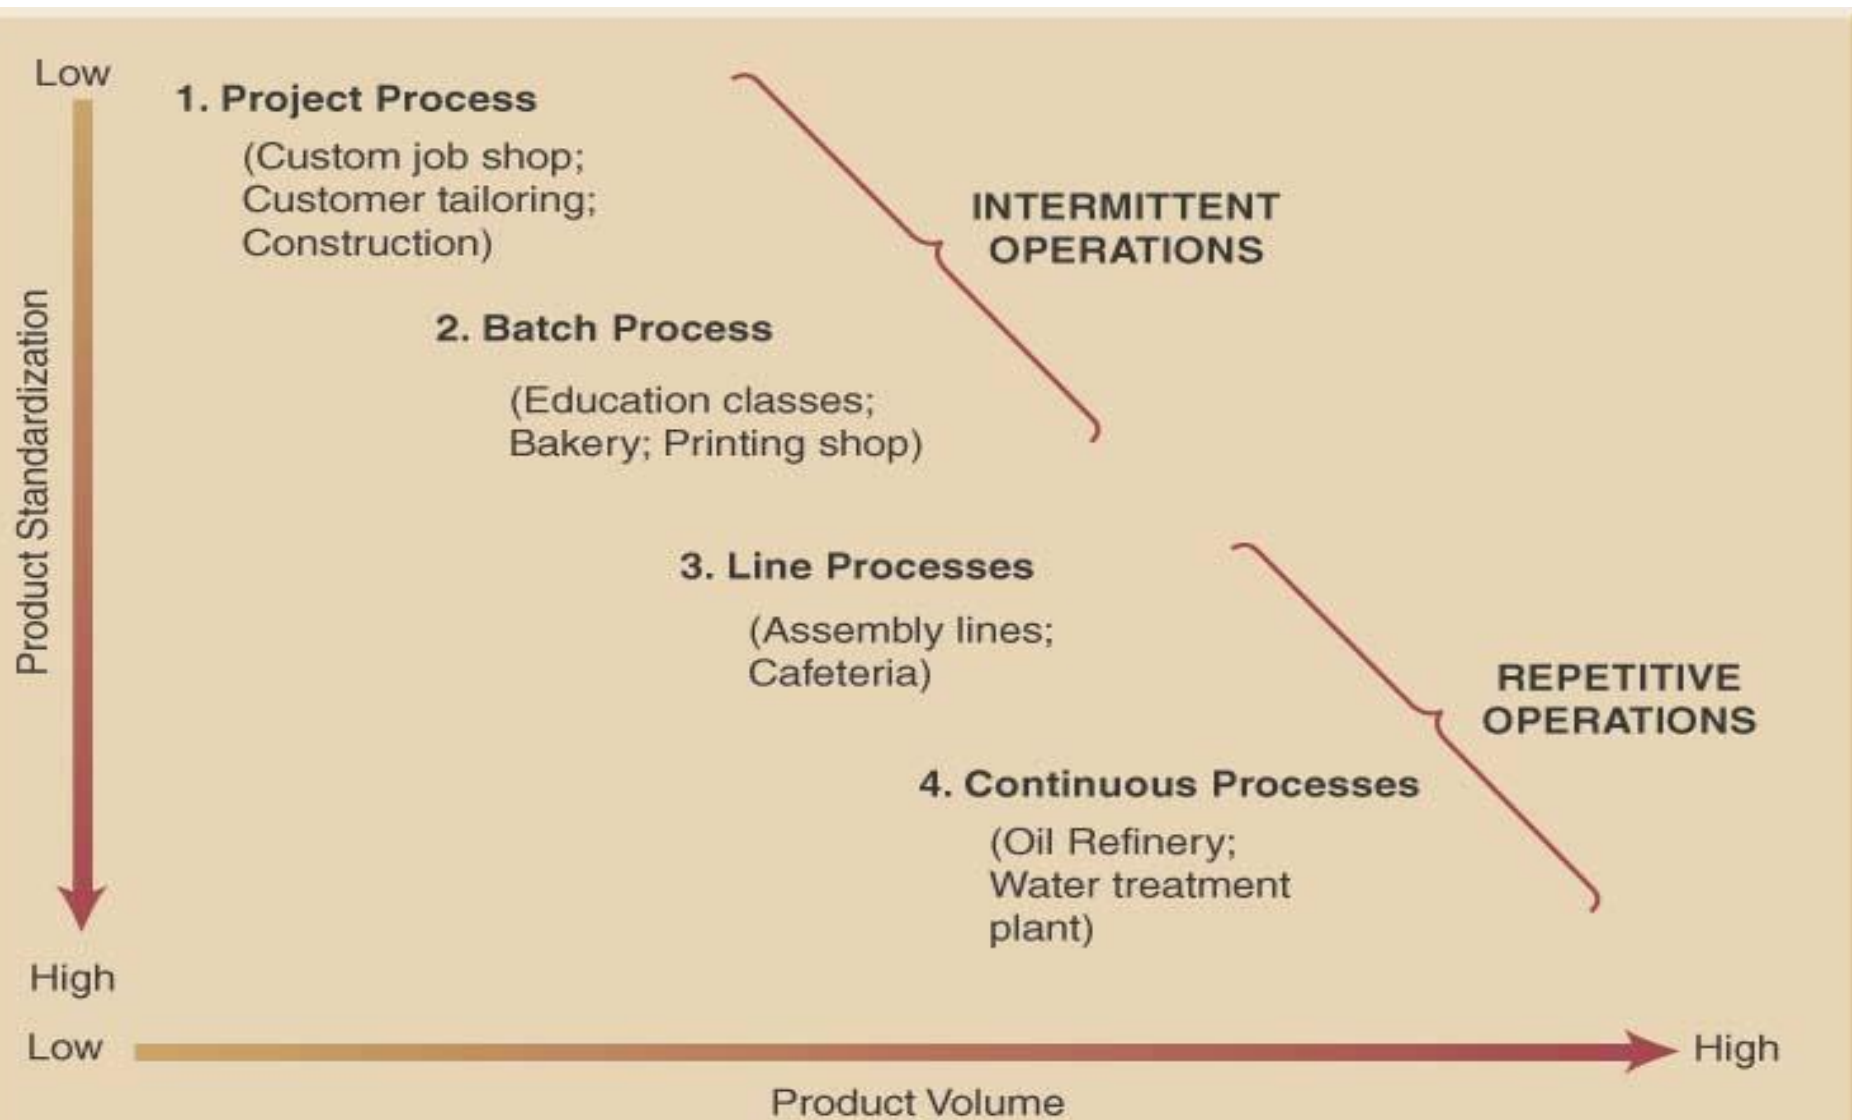 Low
1. Project Process
(Custom job shop;
Customer tailoring;
Construction)
INTERMITTENT
OPERATIONS
2. Batch Process
(Education classes;
Bakery; Printing shop)
Product Standardization
3. Line Processes
(Assembly lines;
Cafeteria)
REPETITIVE
OPERATIONS
4. Continuous Processes
(Oil Refinery;
Water treatment
plant)
High
Low
High
Product Volume